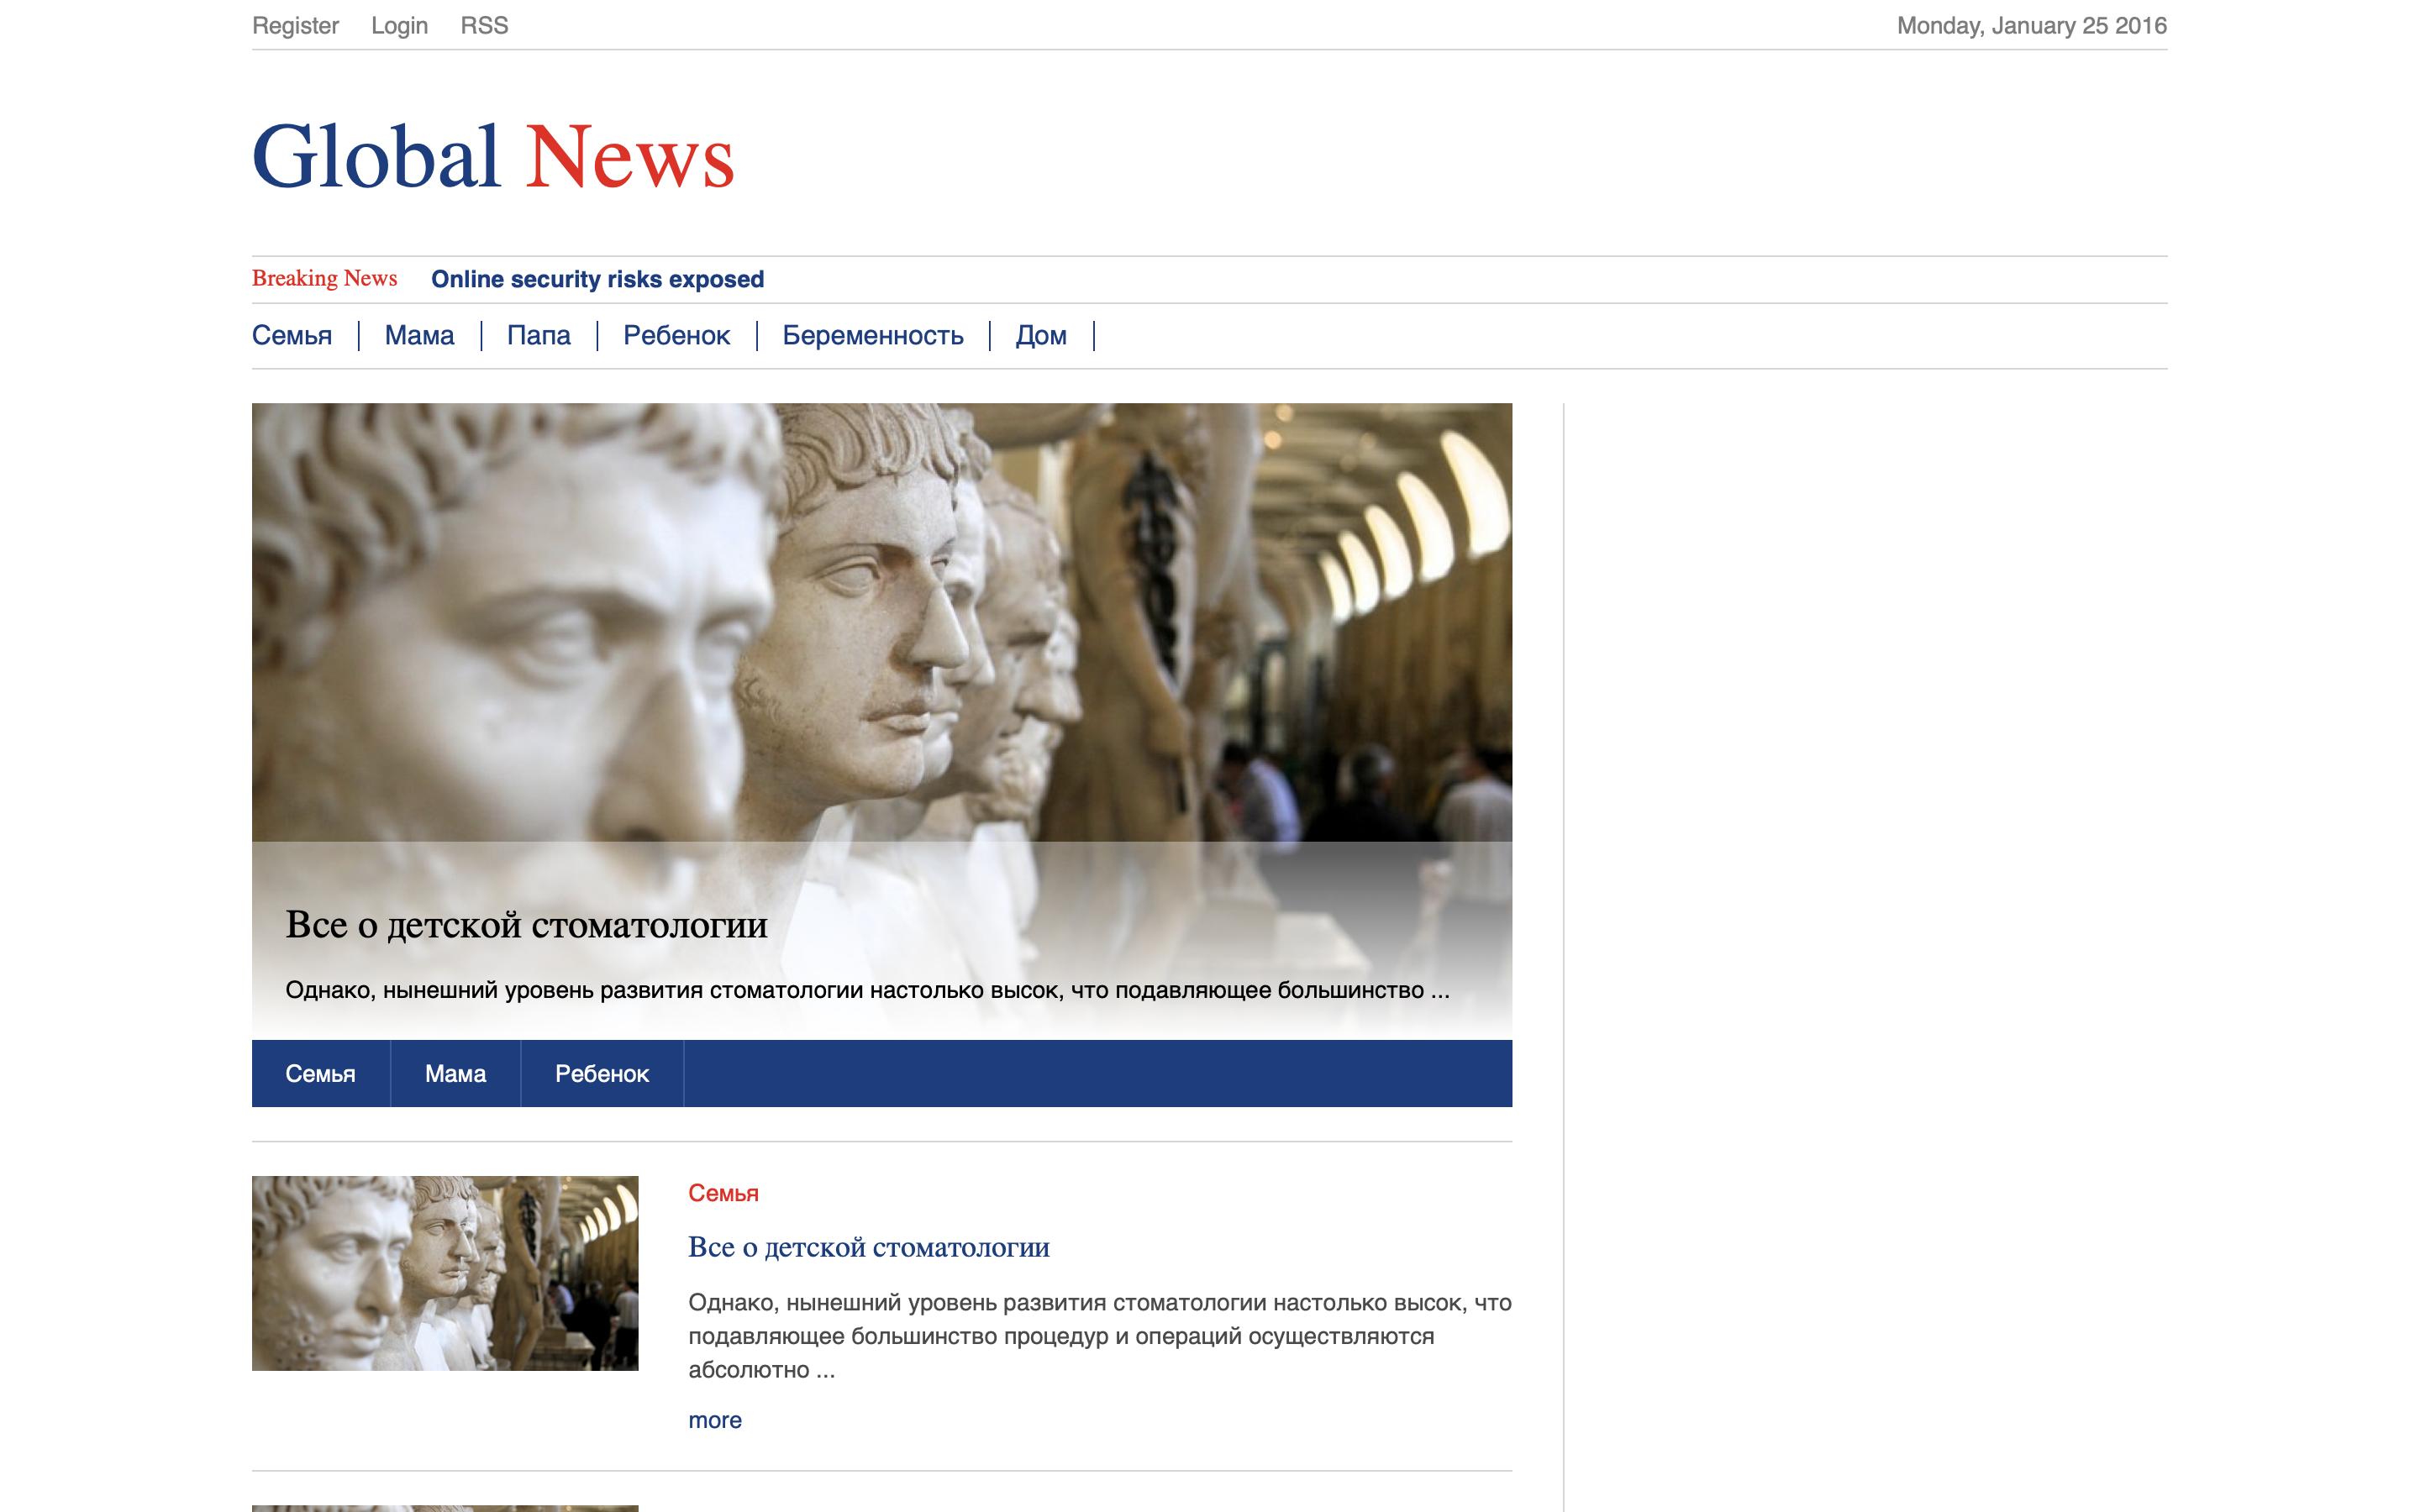 Register Login RSS Monday, January 25 2016
Global News
Breaking News Online security risks exposed
Семья Мама Папа Ребенок Беременность Дом
Все о детской стоматологии
Однако, нынешний уровень развития стоматологии настолько высок, что подавляющее большинство ...
Семья Мама Ребенок
Семья
Все о детской стоматологии
Однако, нынешний уровень развития стоматологии настолько высок, что
подавляющее большинство процедур и операций осуществляются
абсолютно ...
more